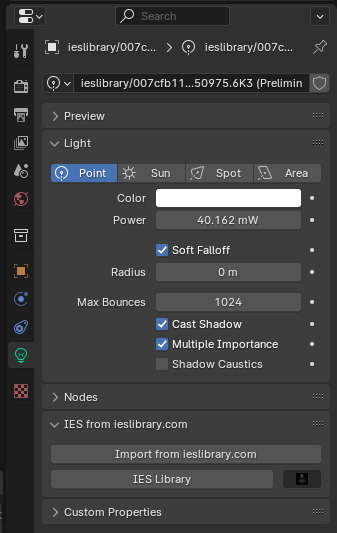 Search
ieslibrary/007c... > ieslibrary/007c...
ieslibrary/007cfb11...50975.6K3 (Prelimin
Preview
Light
Point Sun Spot Area
Color
Power 40.162 mW
Soft Falloff
Radius 0 m
Max Bounces 1024
Cast Shadow
Multiple Importance
Shadow Caustics
Nodes
IES from ieslibrary.com
Import from ieslibrary.com
IES Library
Custom Properties